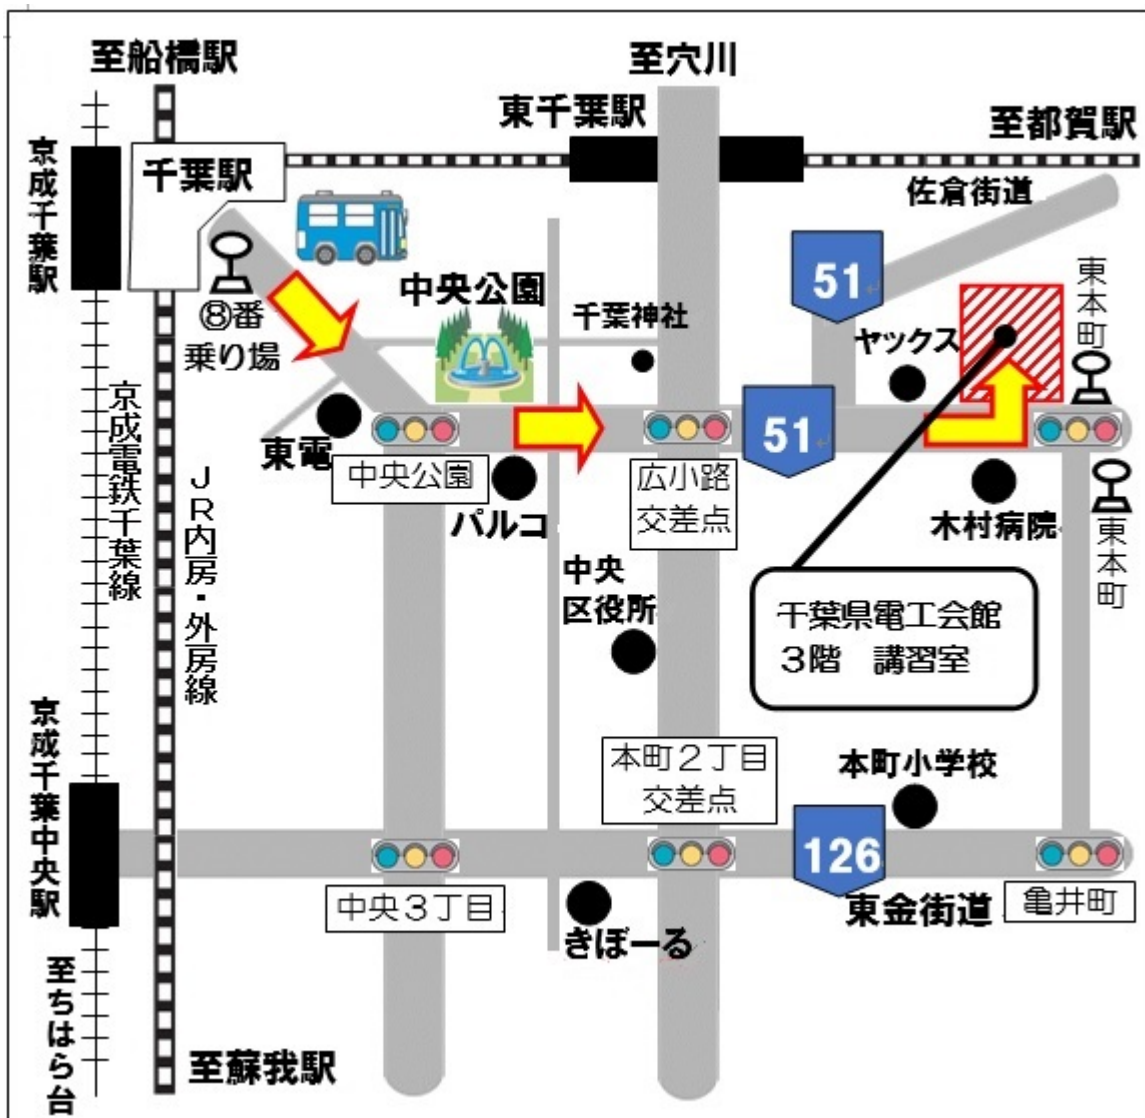 至船橋駅
至穴川
東千葉駅
至都賀駅
京成千葉駅
千葉駅
佐倉街道
51
東本町
⑧番
乗り場
中央公園
千葉神社
ヤックス
京成電鉄千葉線
JR内房・外房線
東電
中央公園
パルコ
広小路
交差点
51
木村病院
東本町
中央
区役所
千葉県電工会館
3階 講習室
京成千葉中央駅
本町2丁目
交差点
本町小学校
126
中央3丁目
きぼーる
東金街道
亀井町
至ちはら台
至蘇我駅